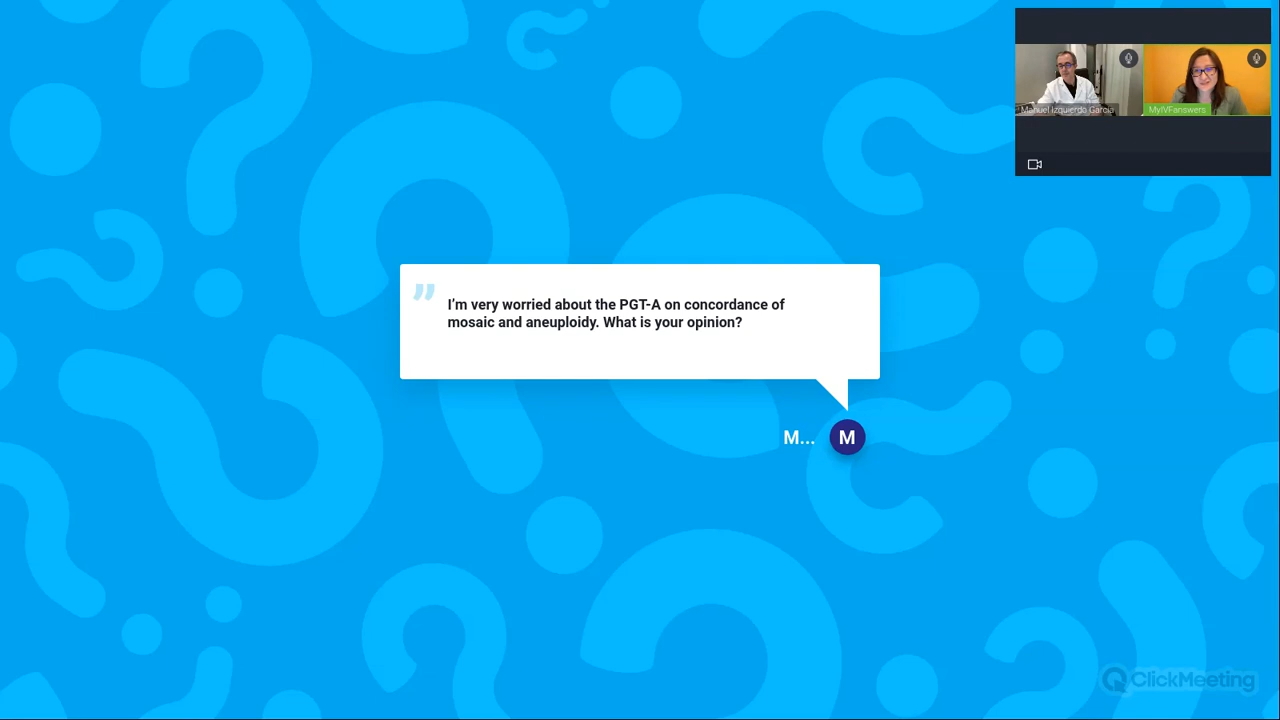 Manuel Izquierdo Garcia
MyIVFanswers
I’m very worried about the PGT-A on concordance of
mosaic and aneuploidy. What is your opinion?
M...
M
ClickMeeting